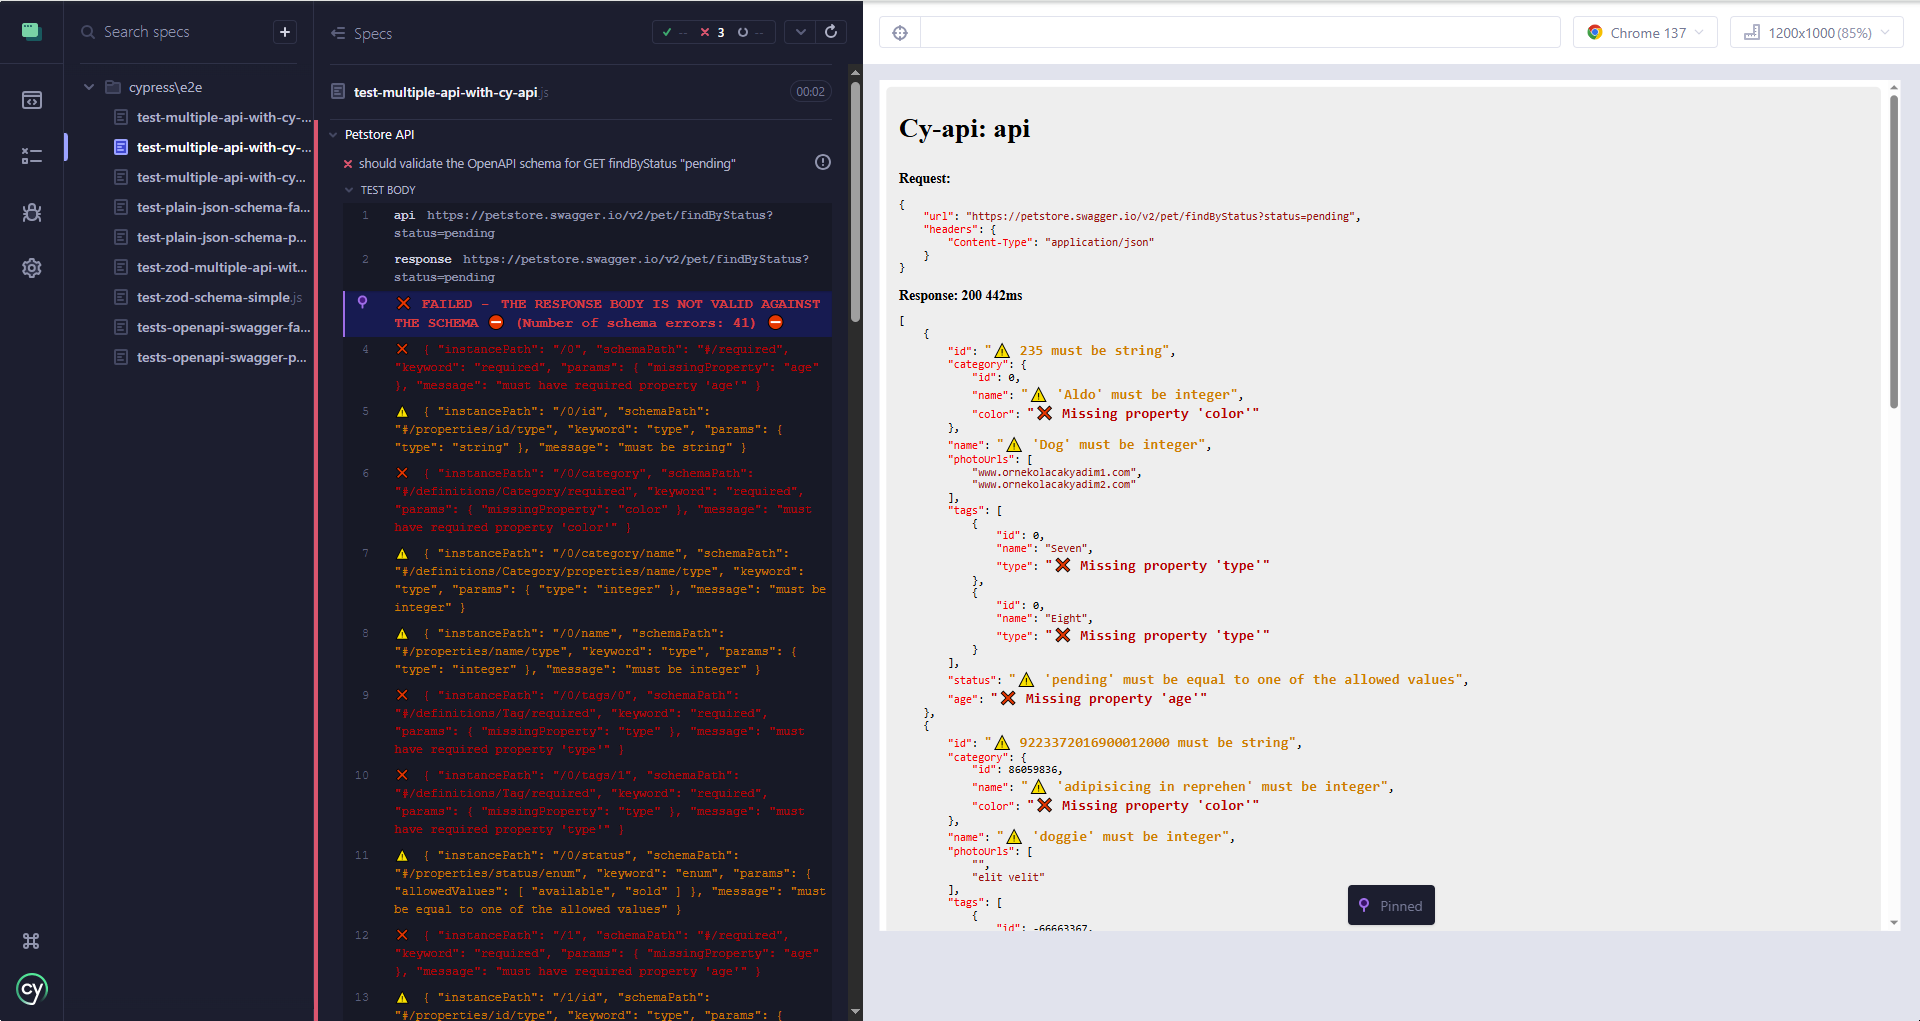 Search specs
+
cypress\e2e
test-multiple-api-with-cy-...
test-multiple-api-with-cy-...
test-multiple-api-with-cy...
test-plain-json-schema-fa...
test-plain-json-schema-p...
test-zod-multiple-api-wit...
test-zod-schema-simple.js
tests-openapi-swagger-fa...
tests-openapi-swagger-p...
cy
Specs
-- 3 --
test-multiple-api-with-cy-api.js
00:02
Petstore API
should validate the OpenAPI schema for GET findByStatus "pending"
TEST BODY
1 api https://petstore.swagger.io/v2/pet/findByStatus?
status=pending
2 response https://petstore.swagger.io/v2/pet/findByStatus?
status=pending
❌ FAILED - THE RESPONSE BODY IS NOT VALID AGAINST
THE SCHEMA ⛔ (Number of schema errors: 41) ⛔
4 ❌ { "instancePath": "/0", "schemaPath": "#/required",
"keyword": "required", "params": { "missingProperty": "age"
}, "message": "must have required property 'age'" }
5 ⚠ { "instancePath": "/0/id", "schemaPath":
"#/properties/id/type", "keyword": "type", "params": {
"type": "string" }, "message": "must be string" }
6 ❌ { "instancePath": "/0/category", "schemaPath":
"#/definitions/Category/required", "keyword": "required",
"params": { "missingProperty": "color" }, "message": "must
have required property 'color'" }
7 ⚠ { "instancePath": "/0/category/name", "schemaPath":
"#/definitions/Category/properties/name/type", "keyword":
"type", "params": { "type": "integer" }, "message": "must be
integer" }
8 ⚠ { "instancePath": "/0/name", "schemaPath":
"#/properties/name/type", "keyword": "type", "params": {
"type": "integer" }, "message": "must be integer" }
9 ❌ { "instancePath": "/0/tags/0", "schemaPath":
"#/definitions/Tag/required", "keyword": "required",
"params": { "missingProperty": "type" }, "message": "must
have required property 'type'" }
10 ❌ { "instancePath": "/0/tags/1", "schemaPath":
"#/definitions/Tag/required", "keyword": "required",
"params": { "missingProperty": "type" }, "message": "must
have required property 'type'" }
11 ⚠ { "instancePath": "/0/status", "schemaPath":
"#/properties/status/enum", "keyword": "enum", "params": {
"allowedValues": [ "available", "sold" ] }, "message": "must
be equal to one of the allowed values" }
12 ❌ { "instancePath": "/1", "schemaPath": "#/required",
"keyword": "required", "params": { "missingProperty": "age"
}, "message": "must have required property 'age'" }
13 ⚠ { "instancePath": "/1/id", "schemaPath":
"#/properties/id/type", "keyword": "type", "params": {
Chrome 137
1200x1000 (85%)
Cy-api: api
Request:
{
"url": "https://petstore.swagger.io/v2/pet/findByStatus?status=pending",
"headers": {
"Content-Type": "application/json"
}
}
Response: 200 442ms
[
{
"id": "⚠ 235 must be string",
"category": {
"id": 0,
"name": "⚠ 'Aldo' must be integer",
"color": "❌ Missing property 'color'"
},
"name": "⚠ 'Dog' must be integer",
"photoUrls": [
"www.ornekolacakyadim1.com",
"www.ornekolacakyadim2.com"
],
"tags": [
{
"id": 0,
"name": "Seven",
"type": "❌ Missing property 'type'"
},
{
"id": 0,
"name": "Eight",
"type": "❌ Missing property 'type'"
}
],
"status": "⚠ 'pending' must be equal to one of the allowed values",
"age": "❌ Missing property 'age'"
},
{
"id": "⚠ 9223372016900012000 must be string",
"category": {
"id": 86059836,
"name": "⚠ 'adipisicing in reprehen' must be integer",
"color": "❌ Missing property 'color'"
},
"name": "⚠ 'doggie' must be integer",
"photoUrls": [
"",
"elit velit"
],
"tags": [
{
"id": -66663367,
Pinned